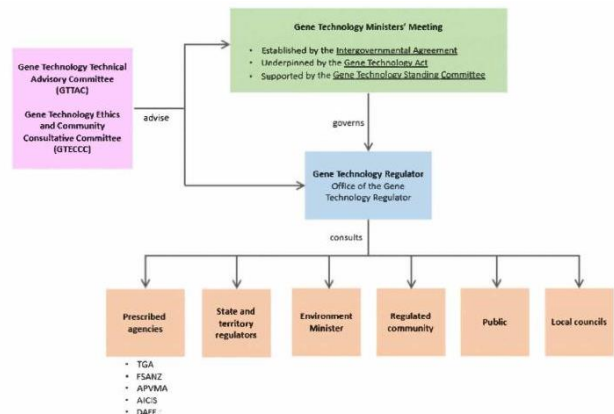 Gene Technology Ministers' Meeting
• Established by the Intergovernmental Agreement
• Underpinned by the Gene Technology Act
• Supported by the Gene Technology Standing Committee
Gene Technology Technical
Advisory Committee
(GTTAC)
Gene Technology Ethics
and Community
Consultative Committee
(GTECCC)
advise
governs
Gene Technology Regulator
Office of the Gene
Technology Regulator
consults
Prescribed
agencies
State and
territory
regulators
Environment
Minister
Regulated
community
Public
Local councils
• TGA
• FSANZ
• APVMA
• AICIS